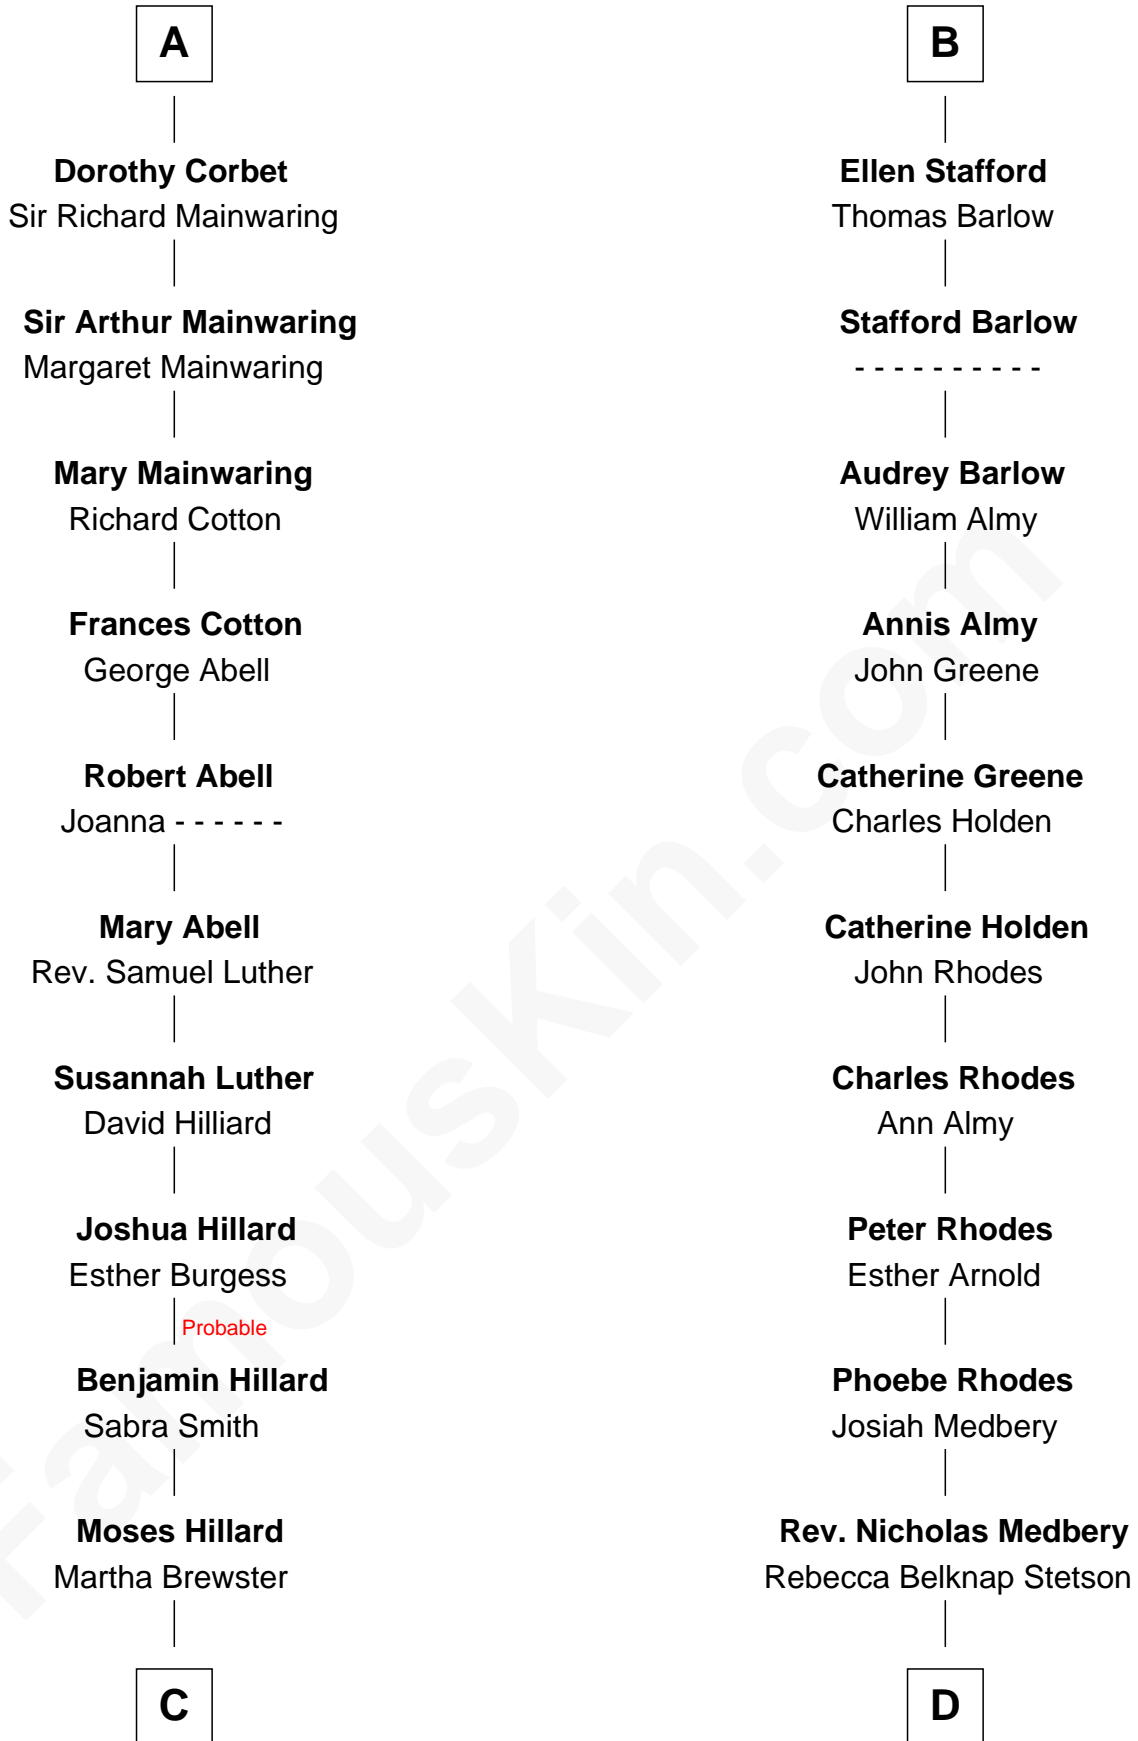 A
Dorothy Corbet
Sir Richard Mainwaring
Sir Arthur Mainwaring
Margaret Mainwaring
Mary Mainwaring
Richard Cotton
Frances Cotton
George Abell
Robert Abell
Joanna - - - - - -
Mary Abell
Rev. Samuel Luther
Susannah Luther
David Hilliard
Joshua Hillard
Esther Burgess
Probable
Benjamin Hillard
Sabra Smith
Moses Hillard
Martha Brewster
C
B
Ellen Stafford
Thomas Barlow
Stafford Barlow
- - - - - - - - - -
Audrey Barlow
William Almy
Annis Almy
John Greene
Catherine Greene
Charles Holden
Catherine Holden
John Rhodes
Charles Rhodes
Ann Almy
Peter Rhodes
Esther Arnold
Phoebe Rhodes
Josiah Medbery
Rev. Nicholas Medbery
Rebecca Belknap Stetson
D
FamousKin.com